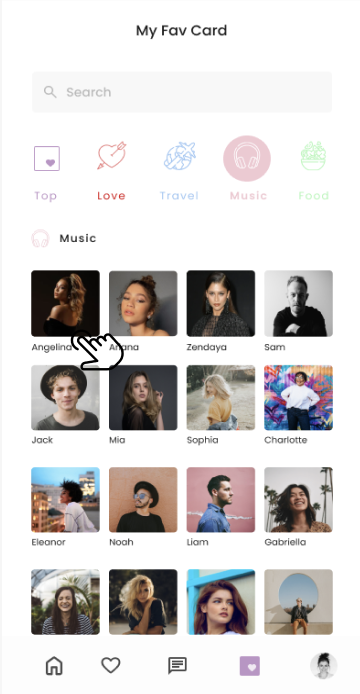 My Fav Card
Search
Top Love Travel Music Food
Music
Angelina Ariana Zendaya Sam
Jack Mia Sophia Charlotte
Eleanor Noah Liam Gabriella